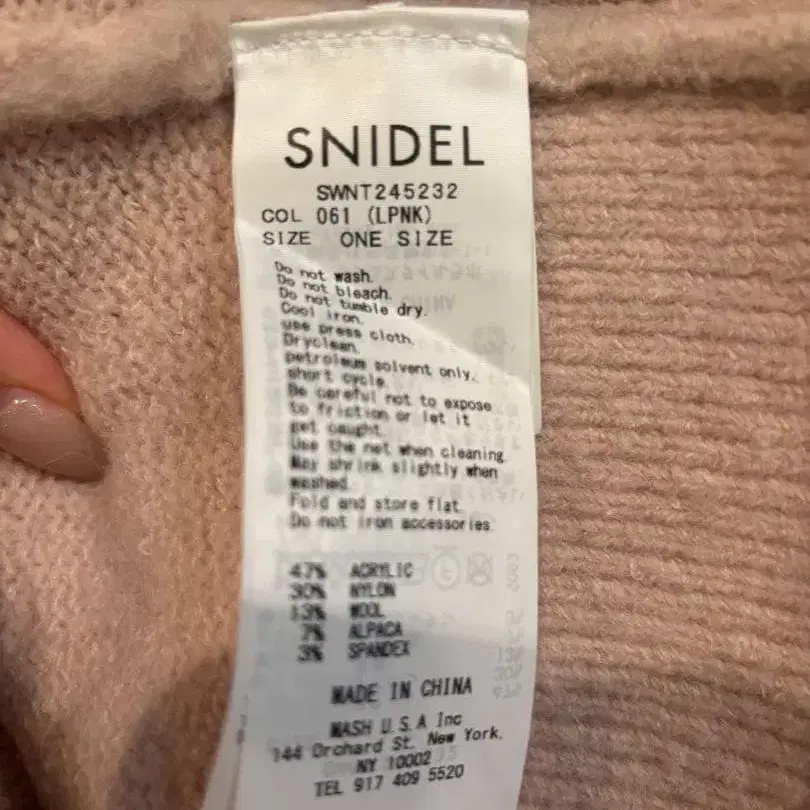 SNIDEL
SWNT245232
COL 061 (LPNK)
SIZE ONE SIZE
Do not wash.
Do not bleach.
Do not tumble dry.
Cool iron.
use press cloth.
Dryclean.
petroleum solvent only.
short cycle.
Be careful not to expose
to friction or let it
get caught.
Use the net when cleaning.
May shrink slightly when
washed.
Fold and store flat.
Do not iron accessories.
47% ACRYLIC
30% NYLON
13% WOOL
7% ALPACA
3% SPANDEX
MADE IN CHINA
MASH U.S.A Inc
144 Orchard St. New York,
NY 10002
TEL 917 409 5520